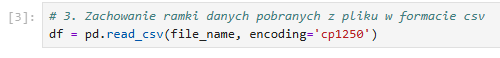 [3]: # 3. Zachowanie ramki danych pobranych z pliku w formacie csv
df = pd.read_csv(file_name, encoding='cp1250')